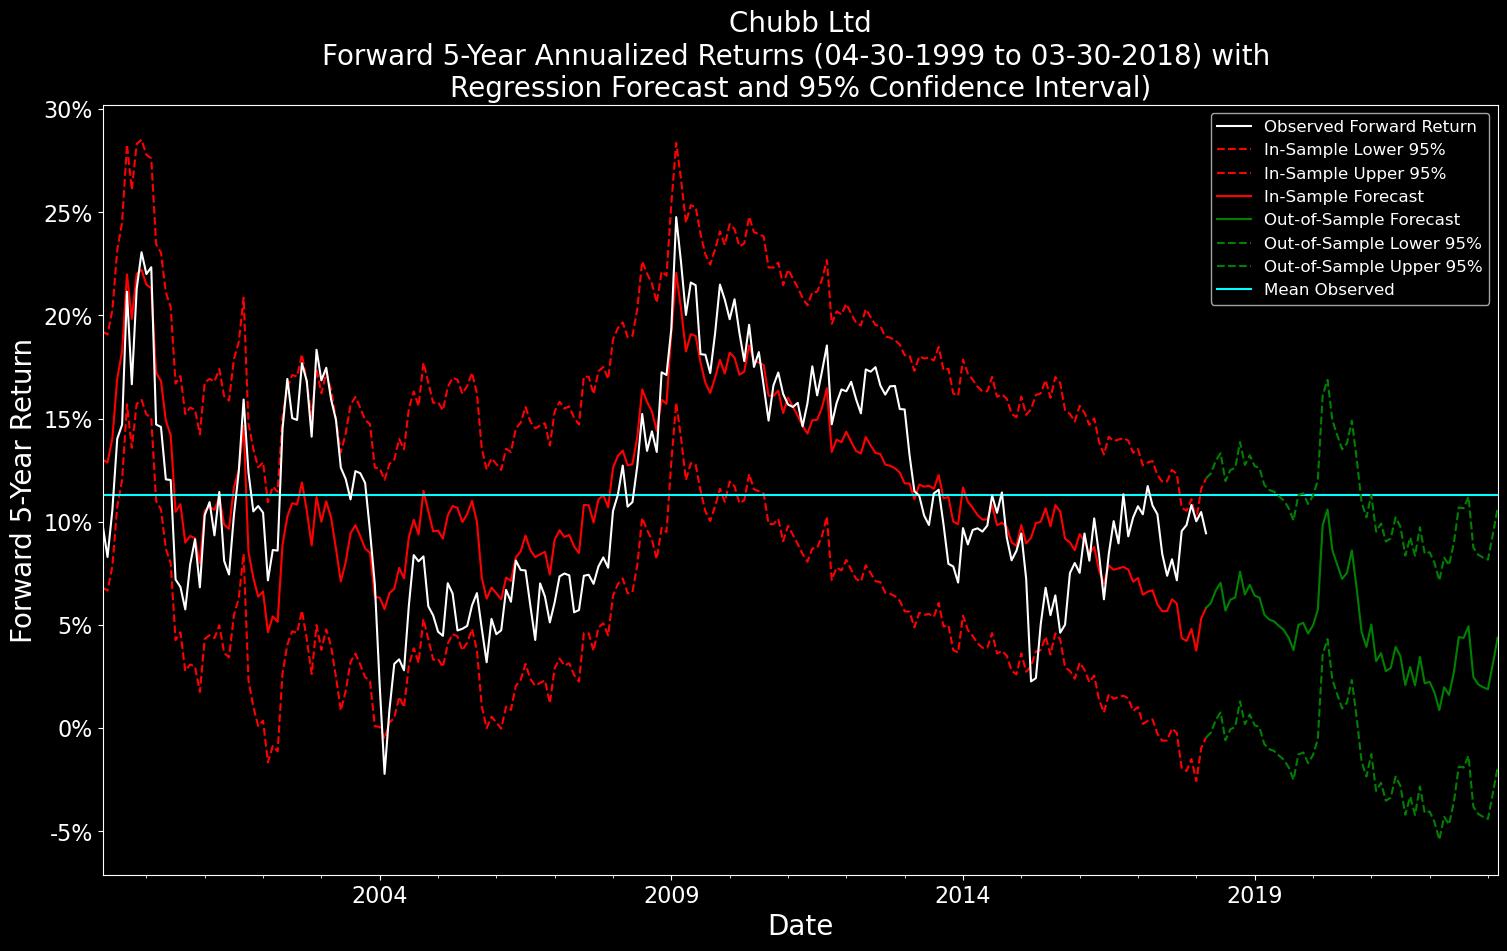 Chubb Ltd
Forward 5-Year Annualized Returns (04-30-1999 to 03-30-2018) with
Regression Forecast and 95% Confidence Interval)
30%
25%
20%
15%
10%
5%
0%
-5%
Forward 5-Year Return
Observed Forward Return
In-Sample Lower 95%
In-Sample Upper 95%
In-Sample Forecast
Out-of-Sample Forecast
Out-of-Sample Lower 95%
Out-of-Sample Upper 95%
Mean Observed
2004
2009
2014
2019
Date